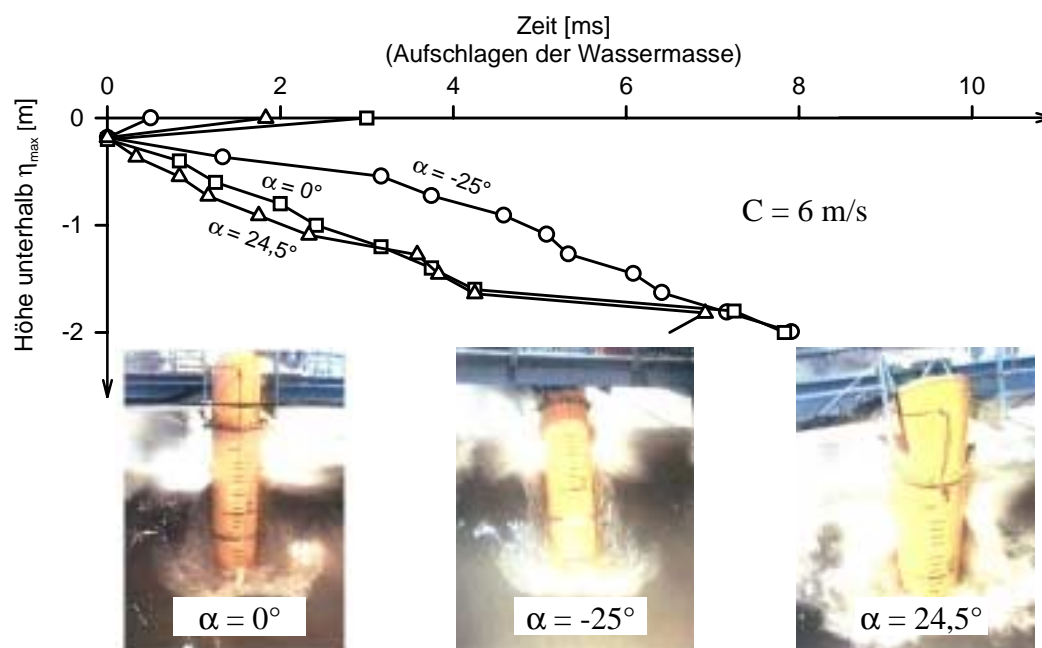 Zeit [ms]
(Aufschlagen der Wassermasse)
0 2 4 6 8 10
Höhe unterhalb ηmax [m]
0
-1
-2
α = -25°
α = 0°
α = 24,5°
C = 6 m/s
α = 0°
α = -25°
α = 24,5°